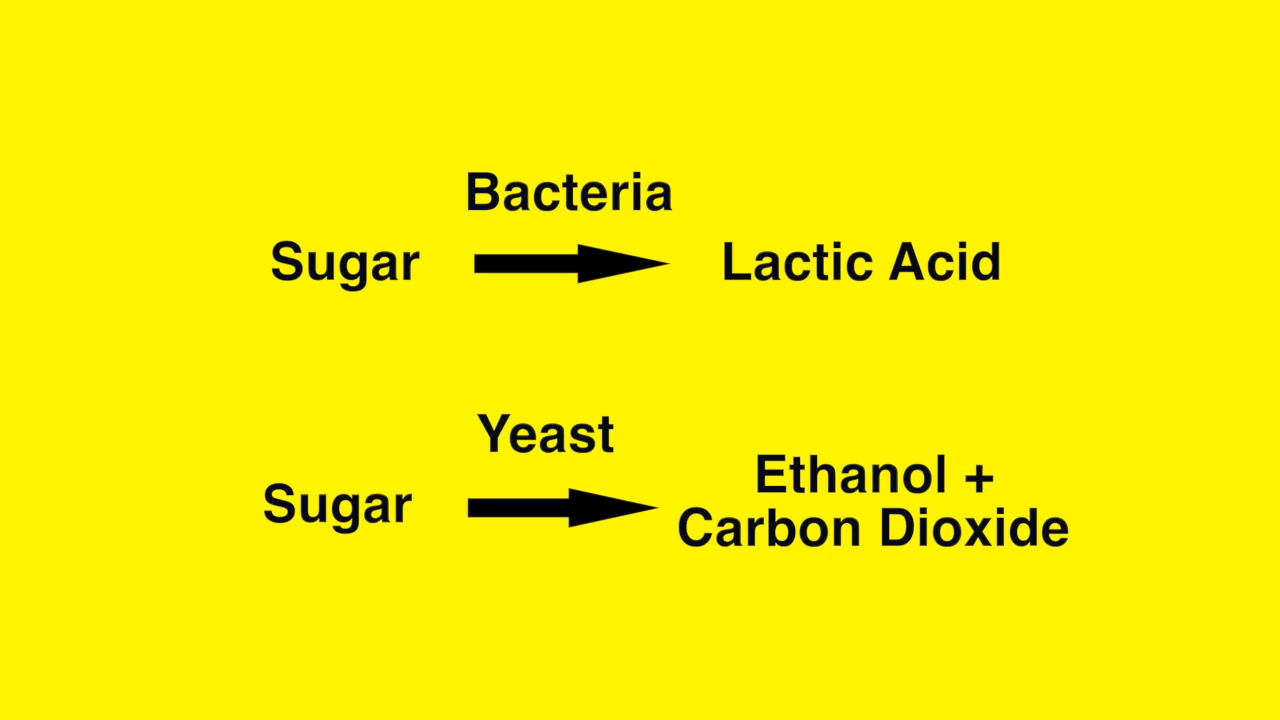 Bacteria
Sugar Lactic Acid
Yeast
Sugar
Ethanol +
Carbon Dioxide